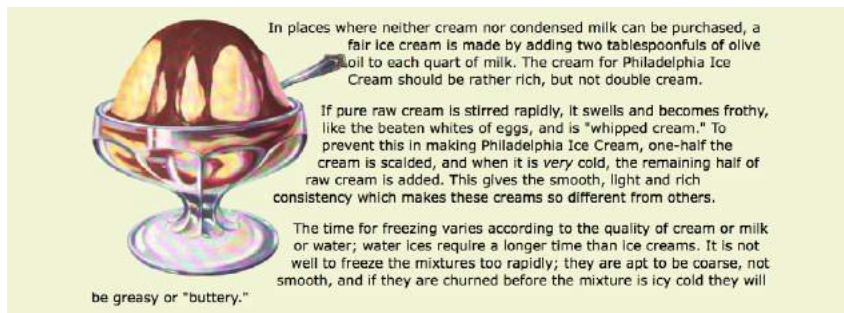 In places where neither cream nor condensed milk can be purchased, a
fair ice cream is made by adding two tablespoonfuls of olive
oil to each quart of milk. The cream for Philadelphia Ice
Cream should be rather rich, but not double cream.
If pure raw cream is stirred rapidly, it swells and becomes frothy,
like the beaten whites of eggs, and is "whipped cream." To
prevent this in making Philadelphia Ice Cream, one-half the
cream is scalded, and when it is very cold, the remaining half of
raw cream is added. This gives the smooth, light and rich
consistency which makes these creams so different from others.
The time for freezing varies according to the quality of cream or milk
or water; water ices require a longer time than ice creams. It is not
well to freeze the mixtures too rapidly; they are apt to be coarse, not
smooth, and if they are churned before the mixture is icy cold they will
be greasy or "buttery."